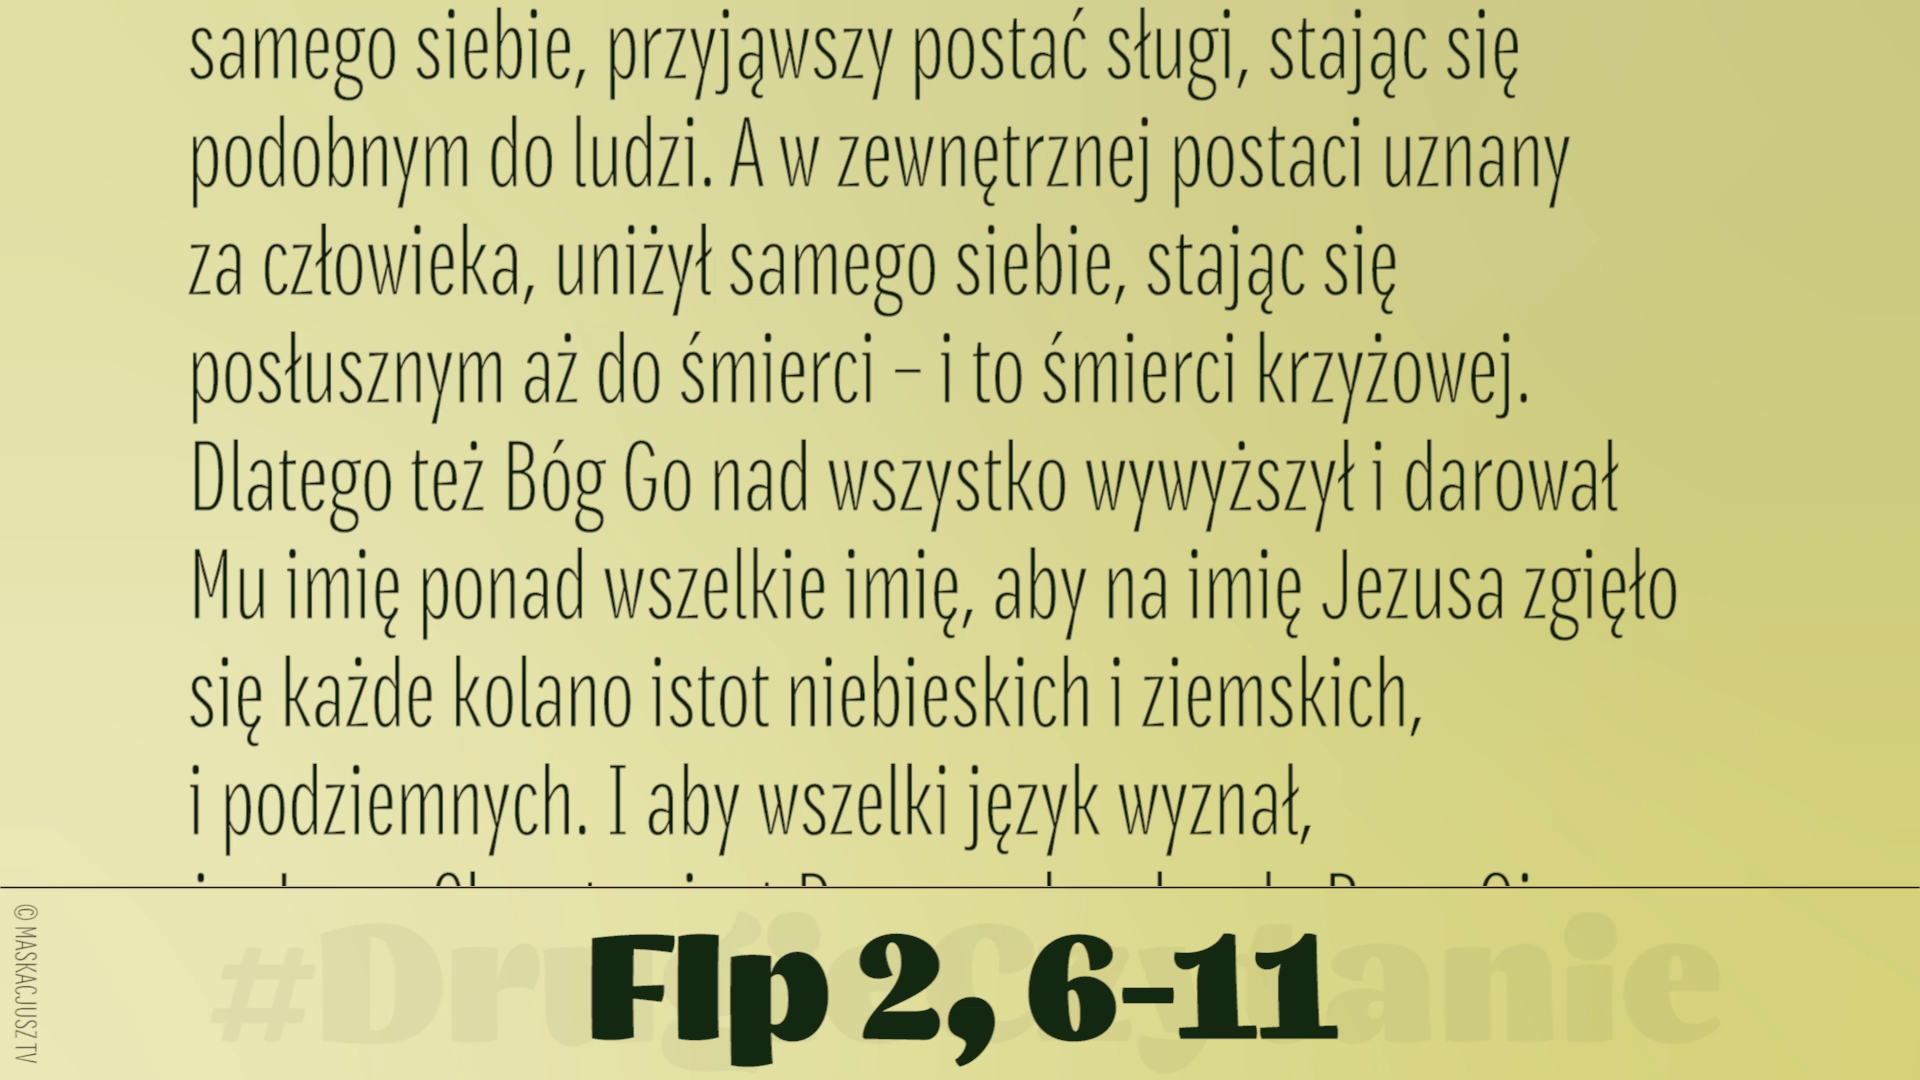 samego siebie, przyjąwszy postać sługi, stając się
podobnym do ludzi. A w zewnętrznej postaci uznany
za człowieka, uniżył samego siebie, stając się
posłusznym aż do śmierci – i to śmierci krzyżowej.
Dlatego też Bóg Go nad wszystko wywyższył i darował
Mu imię ponad wszelkie imię, aby na imię Jezusa zgięło
się każde kolano istot niebieskich i ziemskich,
i podziemnych. I aby wszelki język wyznał,
#DrugieCzytanie
Flp 2, 6-11
© MASKACJUSZ TV